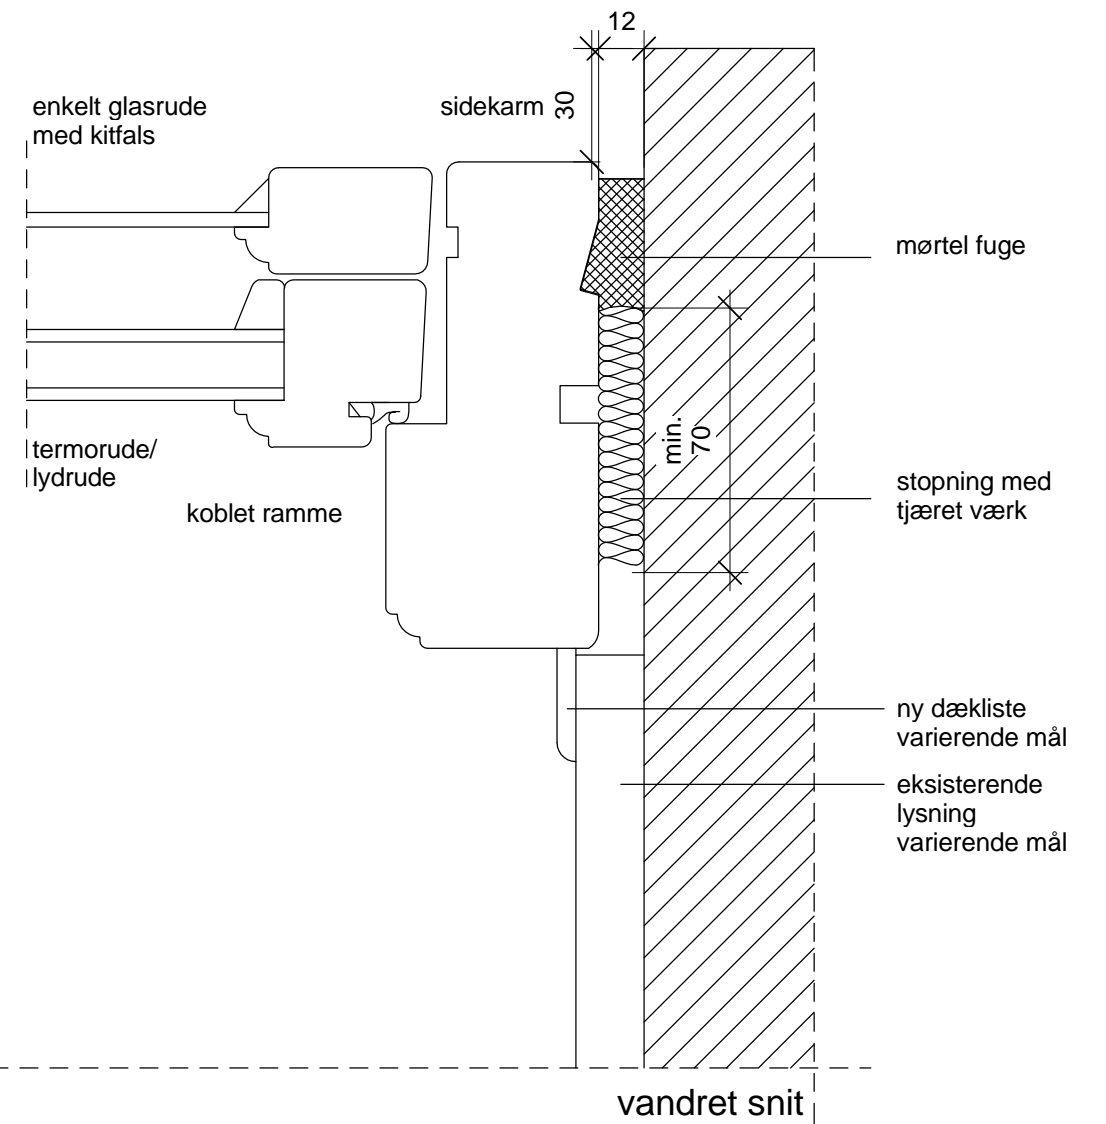 12
enkelt glasrude
med kitfals
sidekarm
30
mørtel fuge
min.
70
termorude/
lydrude
koblet ramme
stopning med
tjæret værk
ny dækliste
varierende mål
eksisterende
lysning
varierende mål
vandret snit